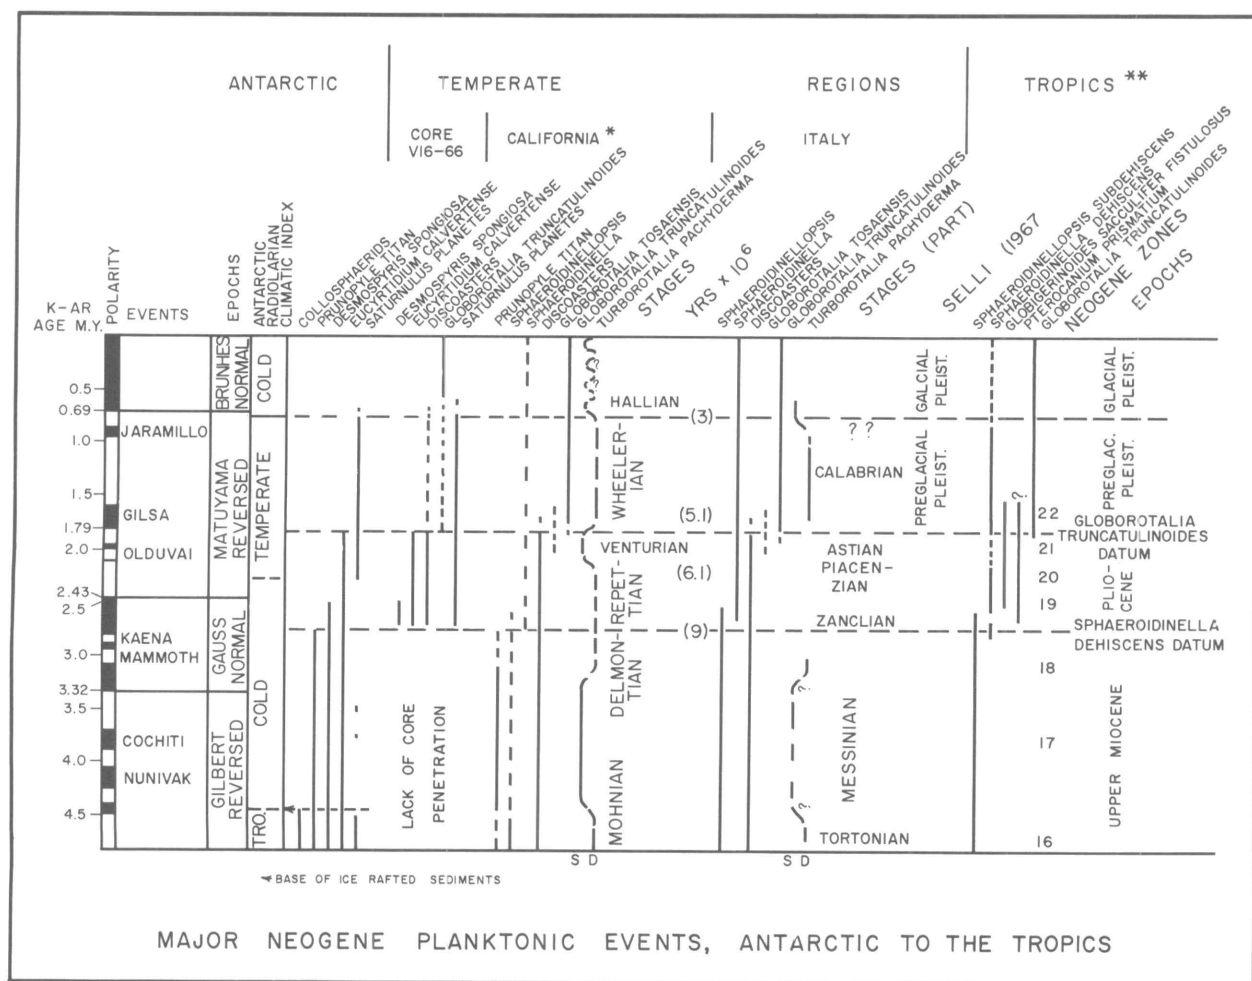 ANTARCTIC
TEMPERATE
REGIONS
TROPICS **
CORE
V16-66
CALIFORNIA *
ITALY
K-AR
AGE M.Y.
POLARITY
EVENTS
EPOCHS
ANTARCTIC
RADIOLARIAN
CLIMATIC INDEX
COLLOSPHAERIDS
PRUNOPYLE TITAN
DESMOPYRIS SPONGIOSA
EUCYRTIDIUM CALVERTENSE
SATURNULUS PLANETES
DESMOSPYRIS SPONGIOSA
EUCYRTIDIUM CALVERTENSE
DISCOASTERS
GLOBOROTALIA TRUNCATULINOIDES
SATURNULUS PLANETES
PRUNOPYLE TITAN
SPHAEROIDINELLOPSIS
SPHAEROIDINELLA
DISCOASTERS
GLOBOROTALIA TOSAENSIS
GLOBOROTALIA TRUNCATULINOIDES
TURBOROTALIA PACHYDERMA
STAGES
YRS × 10⁶
SPHAEROIDINELLOPSIS
SPHAEROIDINELLA
DISCOASTERS
GLOBOROTALIA TOSAENSIS
GLOBOROTALIA TRUNCATULINOIDES
TURBOROTALIA PACHYDERMA
STAGES (PART)
SELLI (1967
SPHAEROIDINELLOPSIS SUBDEHISCENS
SPHAEROIDINELLA DEHISCENS
GLOBIGERNOIDES SACCULIFER FISTULOSUS
PTEROCANIUM PRISMATIUM
GLOBOROTALIA TRUNCATULINOIDES
NEOGENE ZONES
EPOCHS
0.5
0.69
1.0
1.5
1.79
2.0
2.43
2.5
3.0
3.32
3.5
4.0
4.5
JARAMILLO
GILSA
OLDUVAI
KAENA
MAMMOTH
COCHITI
NUNIVAK
BRUNHES
NORMAL
MATUYAMA
REVERSED
GAUSS
NORMAL
GILBERT
REVERSED
COLD
TEMPERATE
COLD
TRO.
LACK OF CORE
PENETRATION
?
?
HALLIAN
WHEELER-
IAN
VENTURIAN
REPET-
TIAN
DELMON-
TIAN
MOHNIAN
(3)
(5.1)
(6.1)
(9)
? ?
CALABRIAN
ASTIAN
PIACEN-
ZIAN
ZANCLIAN
?
MESSINIAN
?
TORTONIAN
GALCIAL
PLEIST.
PREGLACIAL
PLEIST.
?
22
21
20
19
18
17
16
GLACIAL
PLEIST.
PREGLAC.
PLEIST.
GLOBOROTALIA
TRUNCATULINOIDES
DATUM
PLIO-
CENE
SPHAEROIDINELLA
DEHISCENS DATUM
UPPER MIOCENE
S D
S D
BASE OF ICE RAFTED SEDIMENTS
MAJOR NEOGENE PLANKTONIC EVENTS, ANTARCTIC TO THE TROPICS